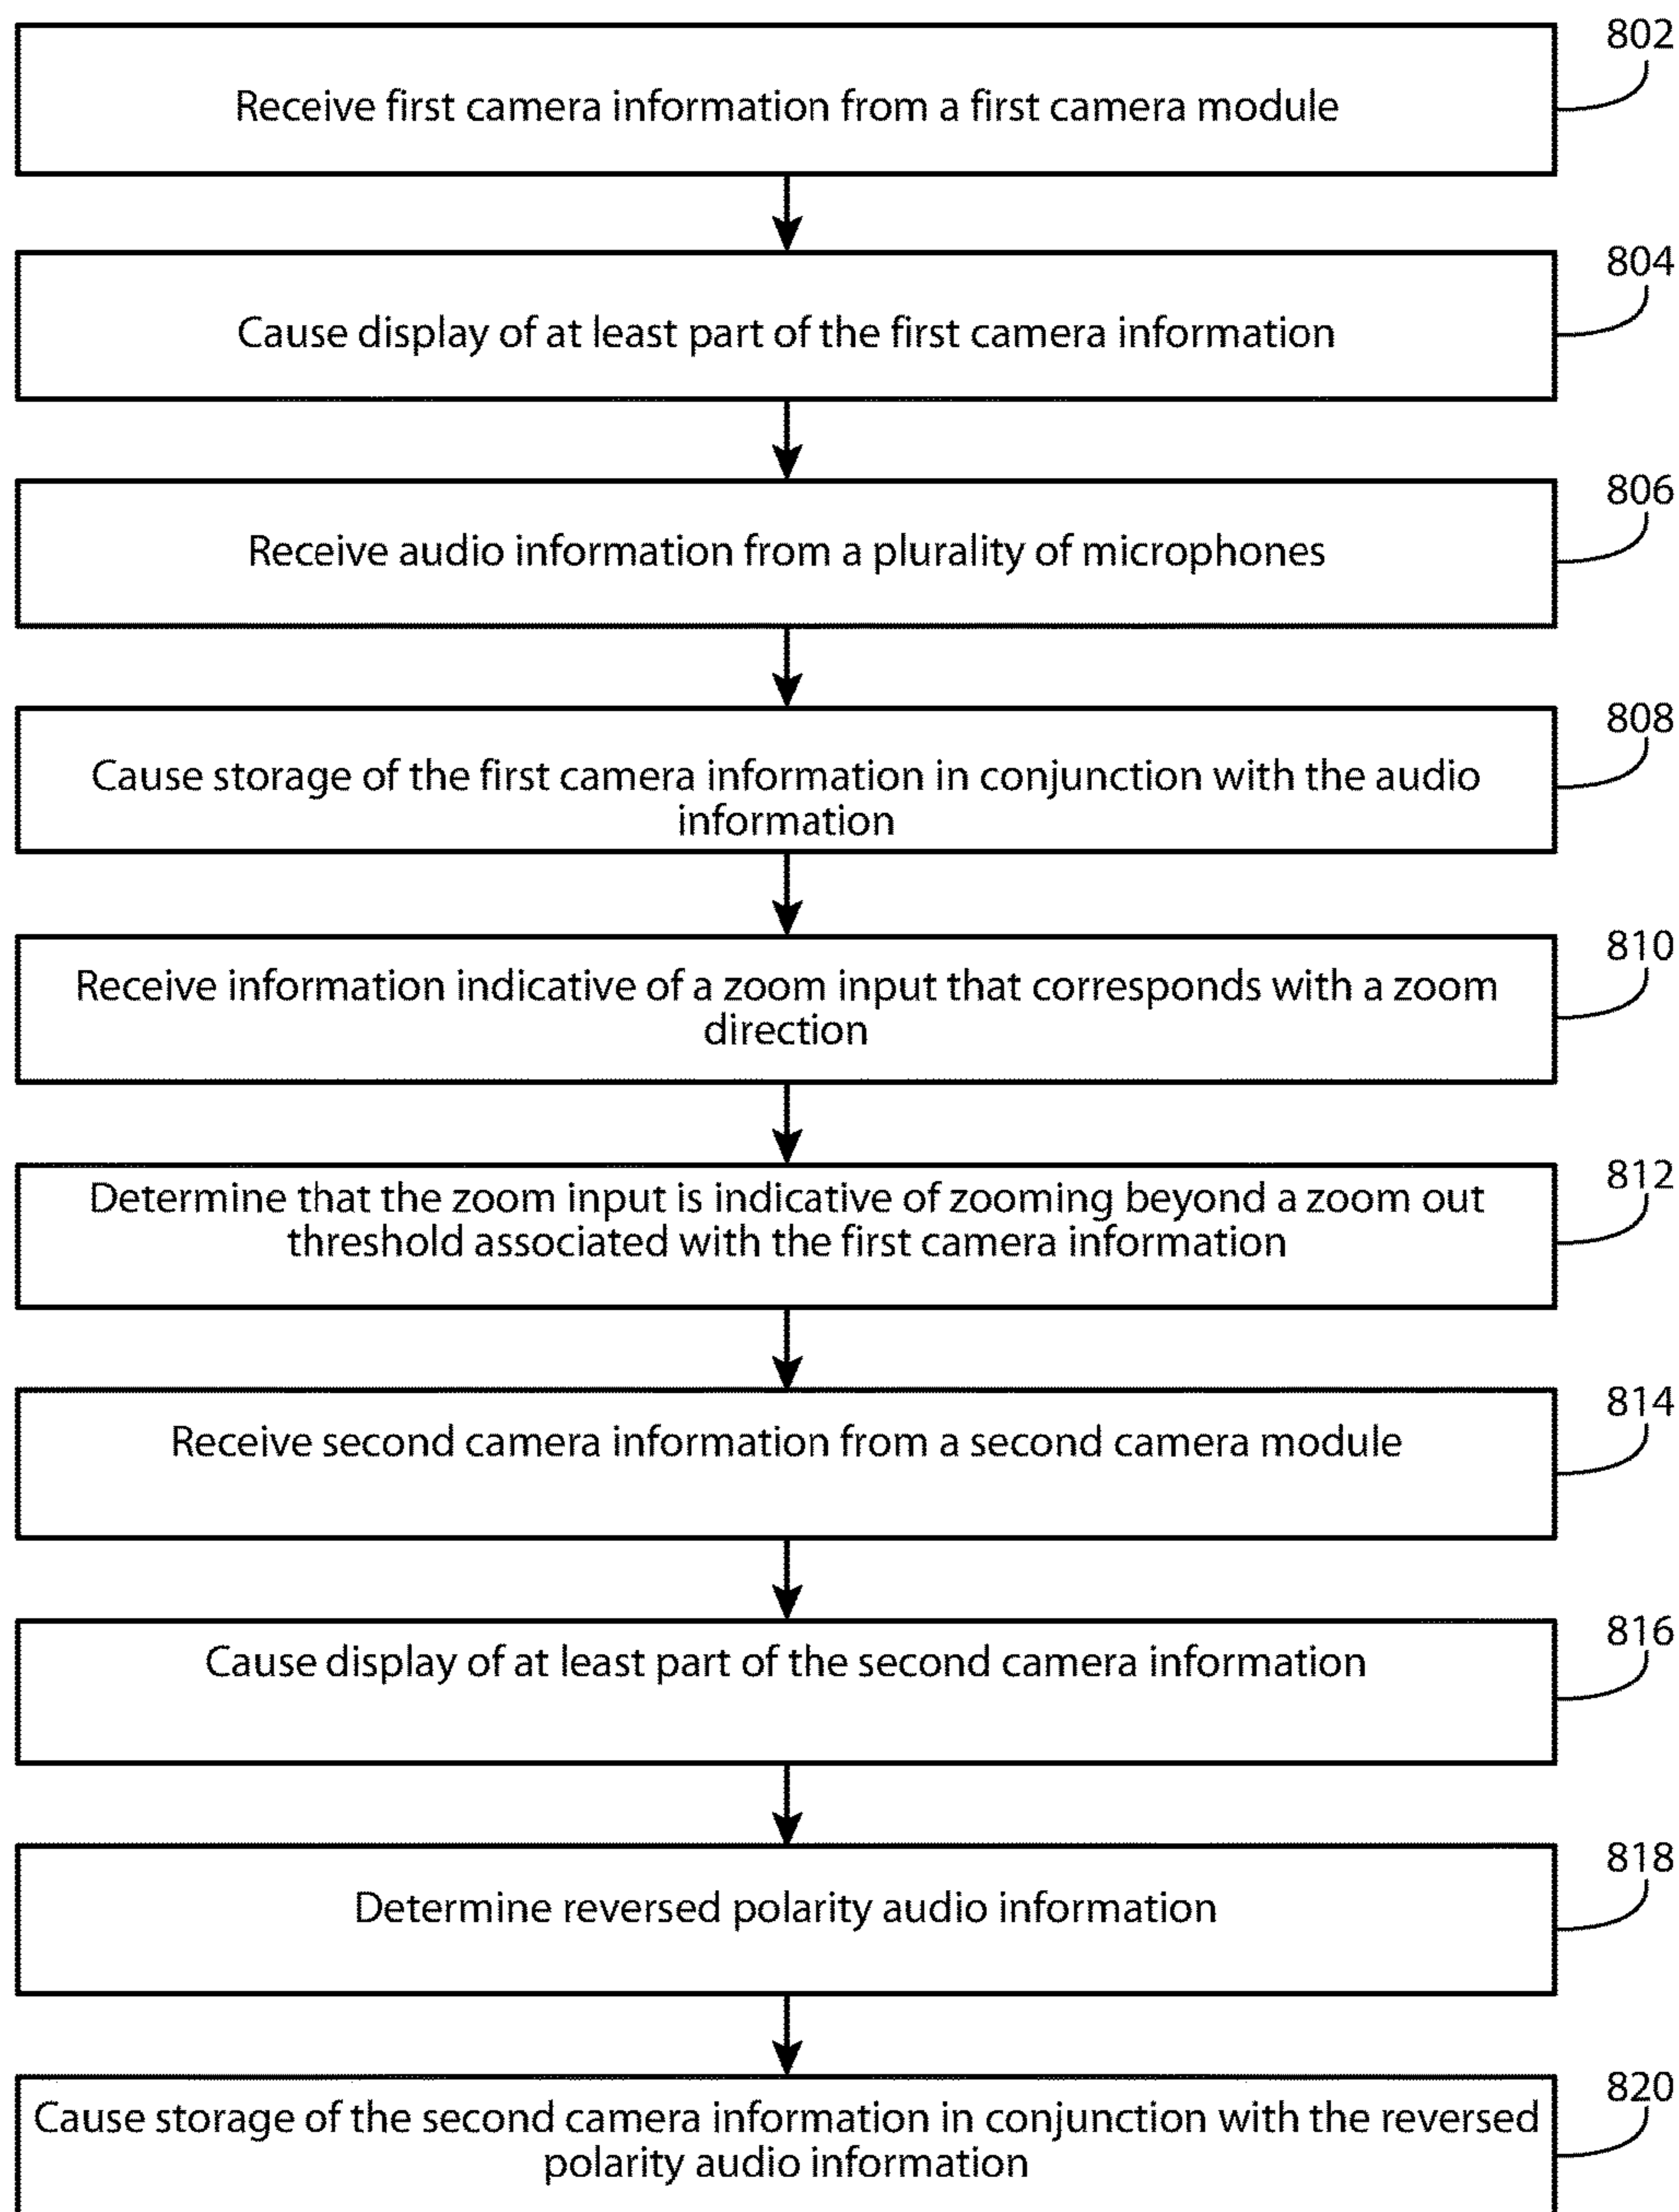 802
Receive first camera information from a first camera module
804
Cause display of at least part of the first camera information
806
Receive audio information from a plurality of microphones
808
Cause storage of the first camera information in conjunction with the audio
information
810
Receive information indicative of a zoom input that corresponds with a zoom
direction
812
Determine that the zoom input is indicative of zooming beyond a zoom out
threshold associated with the first camera information
814
Receive second camera information from a second camera module
816
Cause display of at least part of the second camera information
818
Determine reversed polarity audio information
820
Cause storage of the second camera information in conjunction with the reversed
polarity audio information